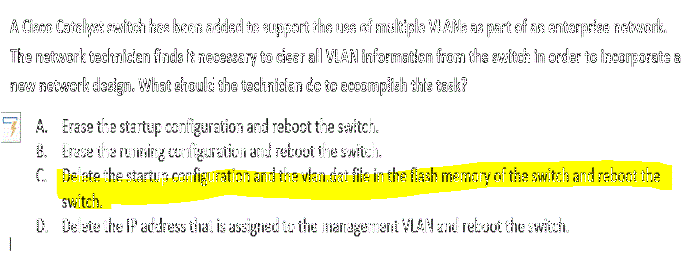 A Cisco Catalyst switch has been added to support the use of multiple VLANs as part of an enterprise network.
The network technician finds it necessary to clear all VLAN information from the switch in order to incorporate a
new network design. What should the technician do to accomplish this task?
A. Erase the startup configuration and reboot the switch.
B. Erase the running configuration and reboot the switch.
C. Delete the startup configuration and the vlan.dat file in the flash memory of the switch and reboot the
switch.
D. Delete the IP address that is assigned to the management VLAN and reboot the switch.